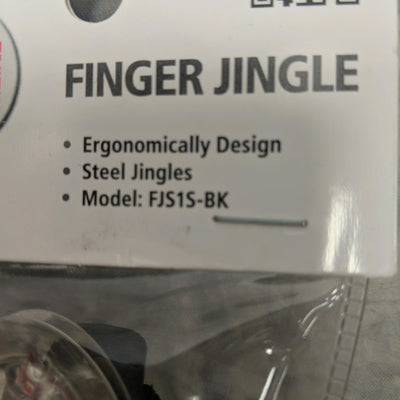 FINGER JINGLE
• Ergonomically Design
• Steel Jingles
• Model: FJS1S-BK